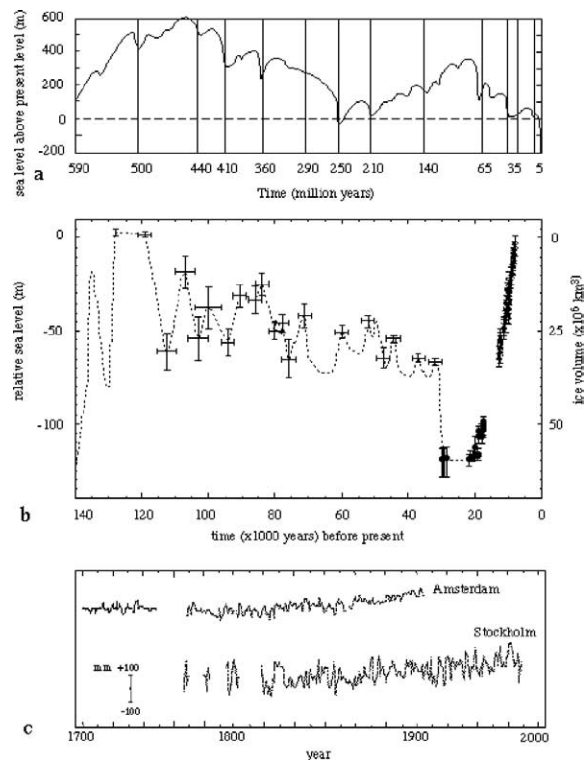 sea level above present level (m)
600
400
200
0
-200
590 500 440 410 360 290 250 210 140 65 35 5
a
Time (million years)
relative sea level (m)
0
-50
-100
ice volume (x10⁶ km³)
0
25
50
140 120 100 80 60 40 20 0
b
time (x1000 years) before present
Amsterdam
Stockholm
mm +100
-100
c
1700 1800 1900 2000
year